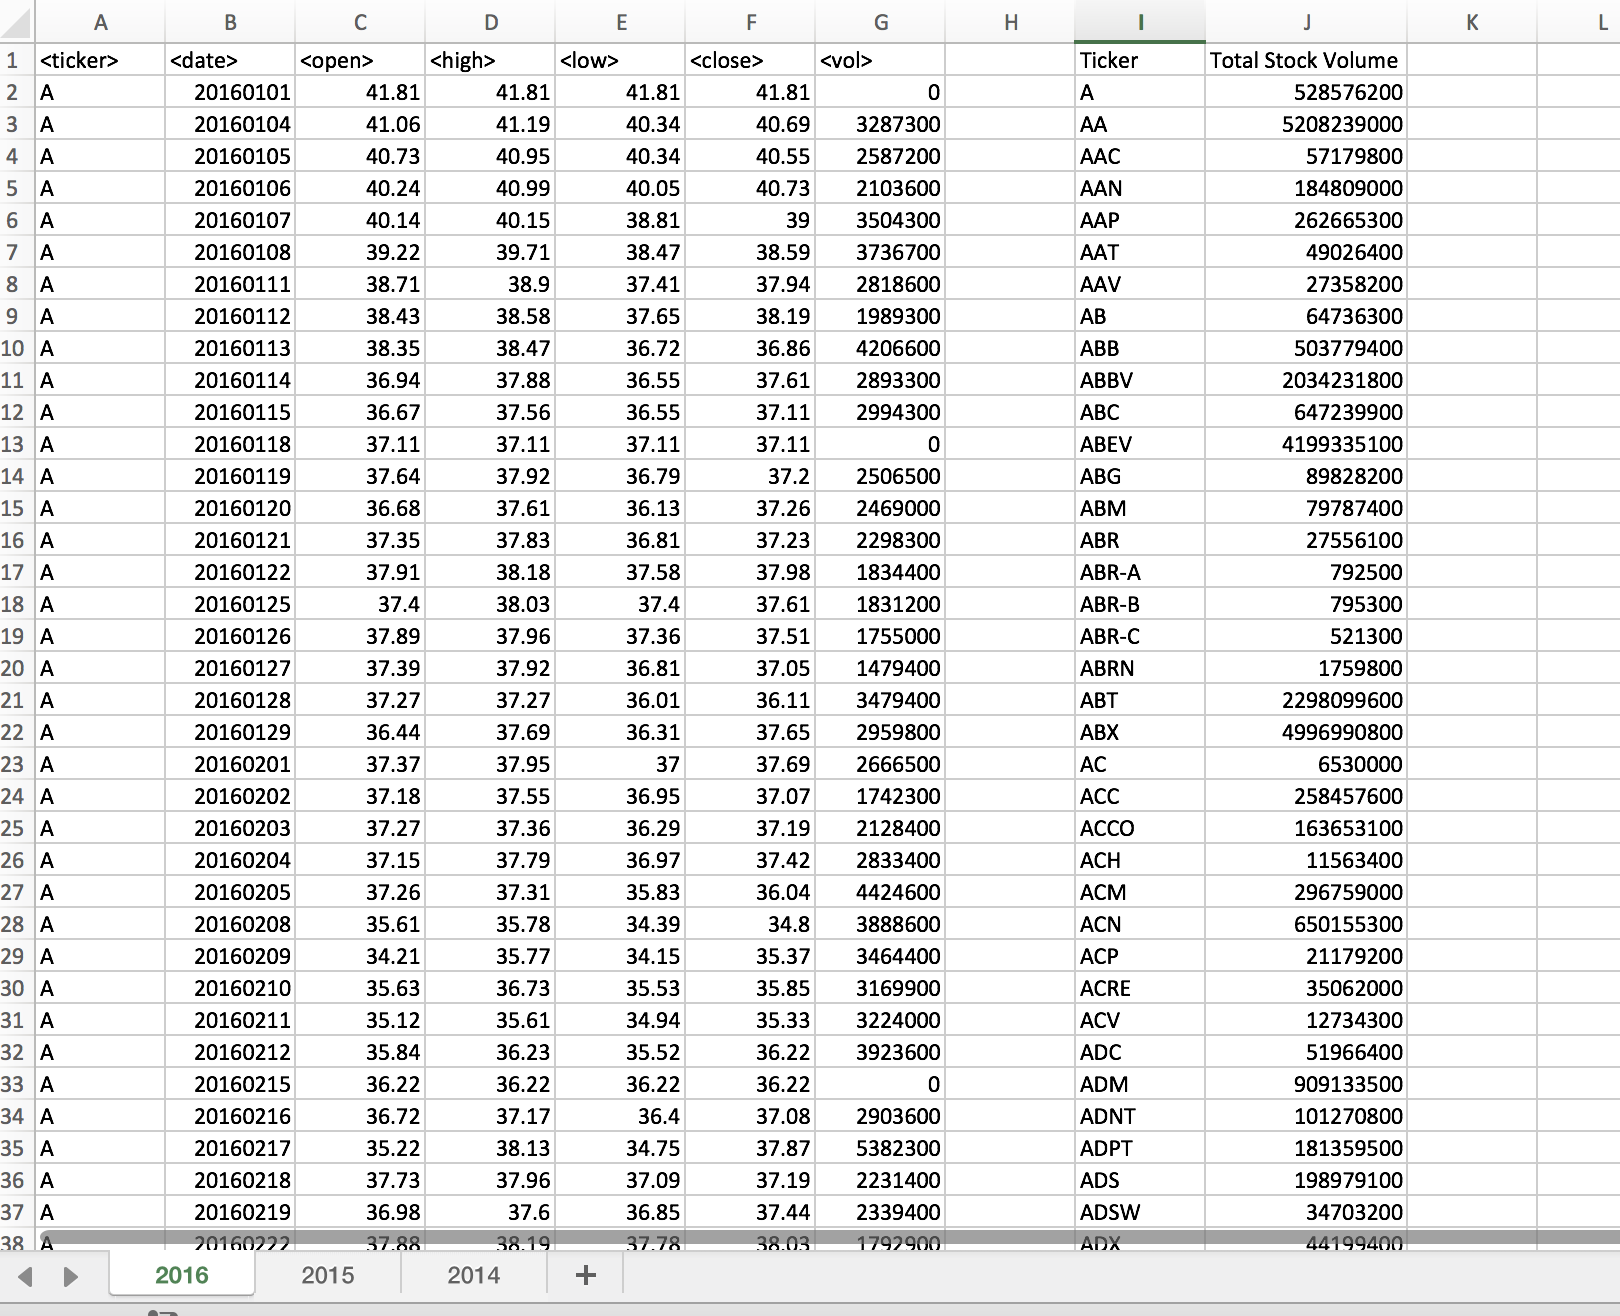 A B C D E F G H I J K L
1 <ticker> <date> <open> <high> <low> <close> <vol> Ticker Total Stock Volume
2 A 20160101 41.81 41.81 41.81 41.81 0 A 528576200
3 A 20160104 41.06 41.19 40.34 40.69 3287300 AA 5208239000
4 A 20160105 40.73 40.95 40.34 40.55 2587200 AAC 57179800
5 A 20160106 40.24 40.99 40.05 40.73 2103600 AAN 184809000
6 A 20160107 40.14 40.15 38.81 39 3504300 AAP 262665300
7 A 20160108 39.22 39.71 38.47 38.59 3736700 AAT 49026400
8 A 20160111 38.71 38.9 37.41 37.94 2818600 AAV 27358200
9 A 20160112 38.43 38.58 37.65 38.19 1989300 AB 64736300
10 A 20160113 38.35 38.47 36.72 36.86 4206600 ABB 503779400
11 A 20160114 36.94 37.88 36.55 37.61 2893300 ABBV 2034231800
12 A 20160115 36.67 37.56 36.55 37.11 2994300 ABC 647239900
13 A 20160118 37.11 37.11 37.11 37.11 0 ABEV 4199335100
14 A 20160119 37.64 37.92 36.79 37.2 2506500 ABG 89828200
15 A 20160120 36.68 37.61 36.13 37.26 2469000 ABM 79787400
16 A 20160121 37.35 37.83 36.81 37.23 2298300 ABR 27556100
17 A 20160122 37.91 38.18 37.58 37.98 1834400 ABR-A 792500
18 A 20160125 37.4 38.03 37.4 37.61 1831200 ABR-B 795300
19 A 20160126 37.89 37.96 37.36 37.51 1755000 ABR-C 521300
20 A 20160127 37.39 37.92 36.81 37.05 1479400 ABRN 1759800
21 A 20160128 37.27 37.27 36.01 36.11 3479400 ABT 2298099600
22 A 20160129 36.44 37.69 36.31 37.65 2959800 ABX 4996990800
23 A 20160201 37.37 37.95 37 37.69 2666500 AC 6530000
24 A 20160202 37.18 37.55 36.95 37.07 1742300 ACC 258457600
25 A 20160203 37.27 37.36 36.29 37.19 2128400 ACCO 163653100
26 A 20160204 37.15 37.79 36.97 37.42 2833400 ACH 11563400
27 A 20160205 37.26 37.31 35.83 36.04 4424600 ACM 296759000
28 A 20160208 35.61 35.78 34.39 34.8 3888600 ACN 650155300
29 A 20160209 34.21 35.77 34.15 35.37 3464400 ACP 21179200
30 A 20160210 35.63 36.73 35.53 35.85 3169900 ACRE 35062000
31 A 20160211 35.12 35.61 34.94 35.33 3224000 ACV 12734300
32 A 20160212 35.84 36.23 35.52 36.22 3923600 ADC 51966400
33 A 20160215 36.22 36.22 36.22 36.22 0 ADM 909133500
34 A 20160216 36.72 37.17 36.4 37.08 2903600 ADNT 101270800
35 A 20160217 35.22 38.13 34.75 37.87 5382300 ADPT 181359500
36 A 20160218 37.73 37.96 37.09 37.19 2231400 ADS 198979100
37 A 20160219 36.98 37.6 36.85 37.44 2339400 ADSW 34703200
38 A 20160222 37.88 38.19 37.78 38.03 1792900 ADX 44199400
2016 2015 2014 +